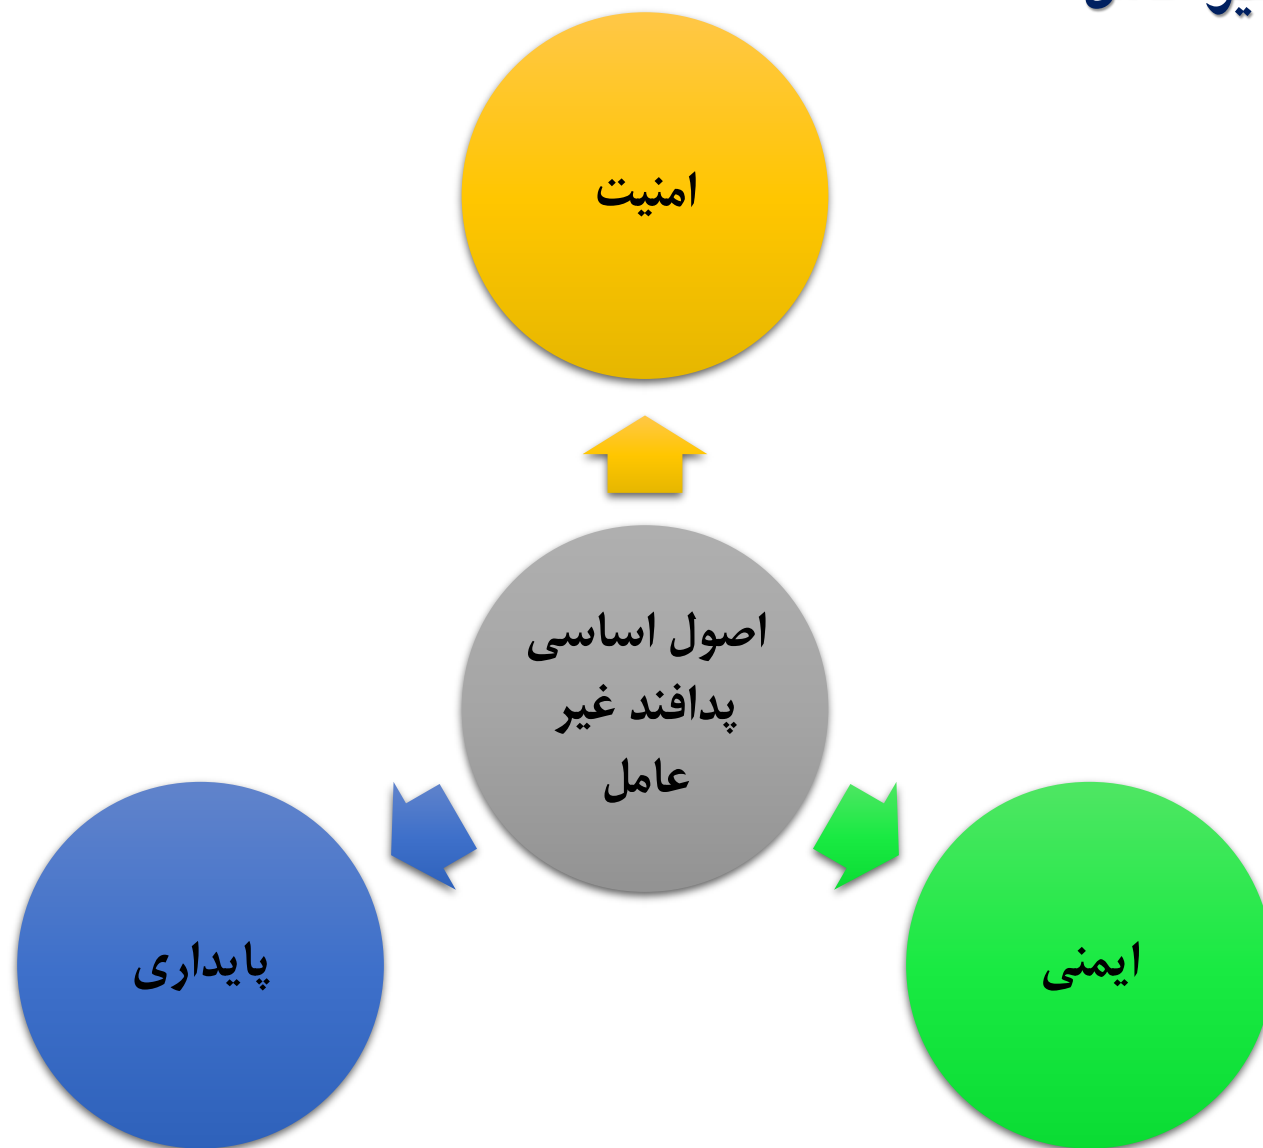 امنیت
اصول اساسی
پدافند غیر
عامل
پایداری
ایمنی